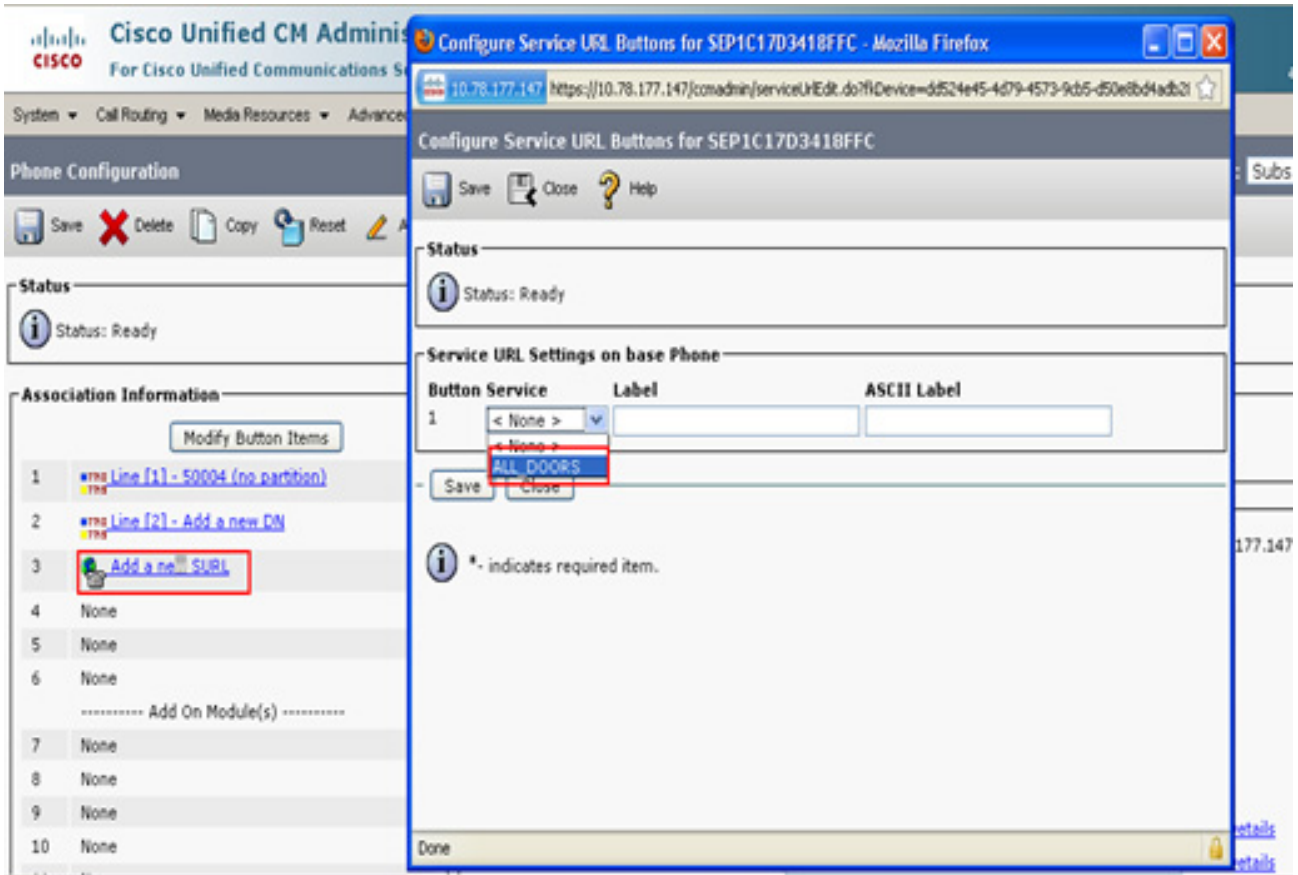 CISCO
Cisco Unified CM Adminis
For Cisco Unified Communications S
System Call Routing Media Resources Advanced
Phone Configuration
Subs
Save Delete Copy Reset A
Status
Status: Ready
Association Information
Modify Button Items
1 Line [1] - 50004 (no partition)
2 Line [2] - Add a new DN
3 Add a ne SURL
4 None
5 None
6 None
---------- Add On Module(s) ----------
7 None
8 None
9 None
10 None
Configure Service URL Buttons for SEP1C17D3418FFC - Mozilla Firefox
10.78.177.147 https://10.78.177.147/ccmadmin/serviceUrlEdit.do?fkDevice=dd524e45-4d79-4573-9cb5-d50e8bd4adb2
Configure Service URL Buttons for SEP1C17D3418FFC
Save Close Help
Status
Status: Ready
Service URL Settings on base Phone
Button Service Label ASCII Label
1 < None >
< None >
ALL_DOORS
Save Close
*- indicates required item.
Done
177.147
etails
etails